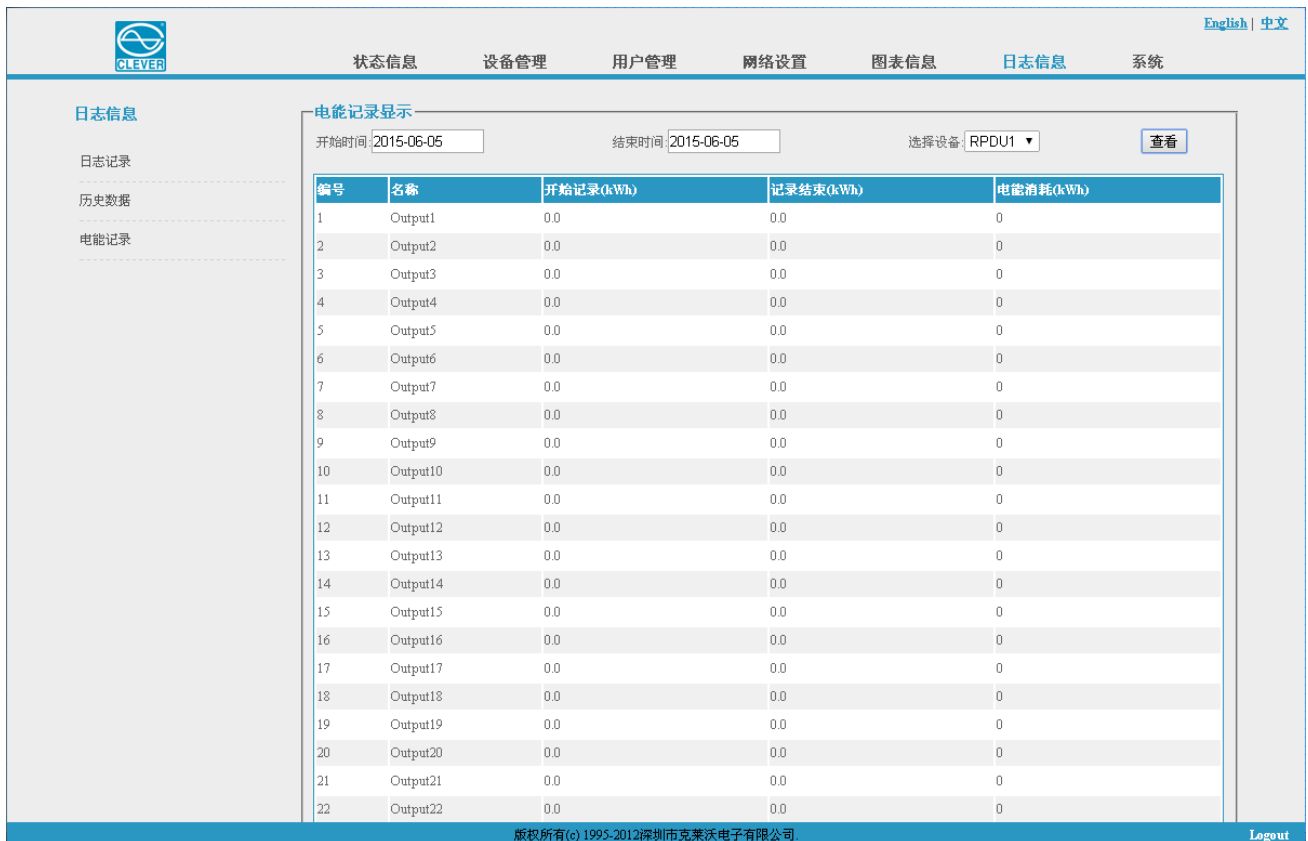 English | 中文
CLEVER
状态信息 设备管理 用户管理 网络设置 图表信息 日志信息 系统
日志信息
日志记录
历史数据
电能记录
电能记录显示
开始时间:2015-06-05 结束时间:2015-06-05 选择设备:RPDU1 ▼ 查看
编号 名称 开始记录(kWh) 记录结束(kWh) 电能消耗(kWh)
1 Output1 0.0 0.0 0
2 Output2 0.0 0.0 0
3 Output3 0.0 0.0 0
4 Output4 0.0 0.0 0
5 Output5 0.0 0.0 0
6 Output6 0.0 0.0 0
7 Output7 0.0 0.0 0
8 Output8 0.0 0.0 0
9 Output9 0.0 0.0 0
10 Output10 0.0 0.0 0
11 Output11 0.0 0.0 0
12 Output12 0.0 0.0 0
13 Output13 0.0 0.0 0
14 Output14 0.0 0.0 0
15 Output15 0.0 0.0 0
16 Output16 0.0 0.0 0
17 Output17 0.0 0.0 0
18 Output18 0.0 0.0 0
19 Output19 0.0 0.0 0
20 Output20 0.0 0.0 0
21 Output21 0.0 0.0 0
22 Output22 0.0 0.0 0
版权所有(c) 1995-2012深圳市克莱沃电子有限公司. Logout